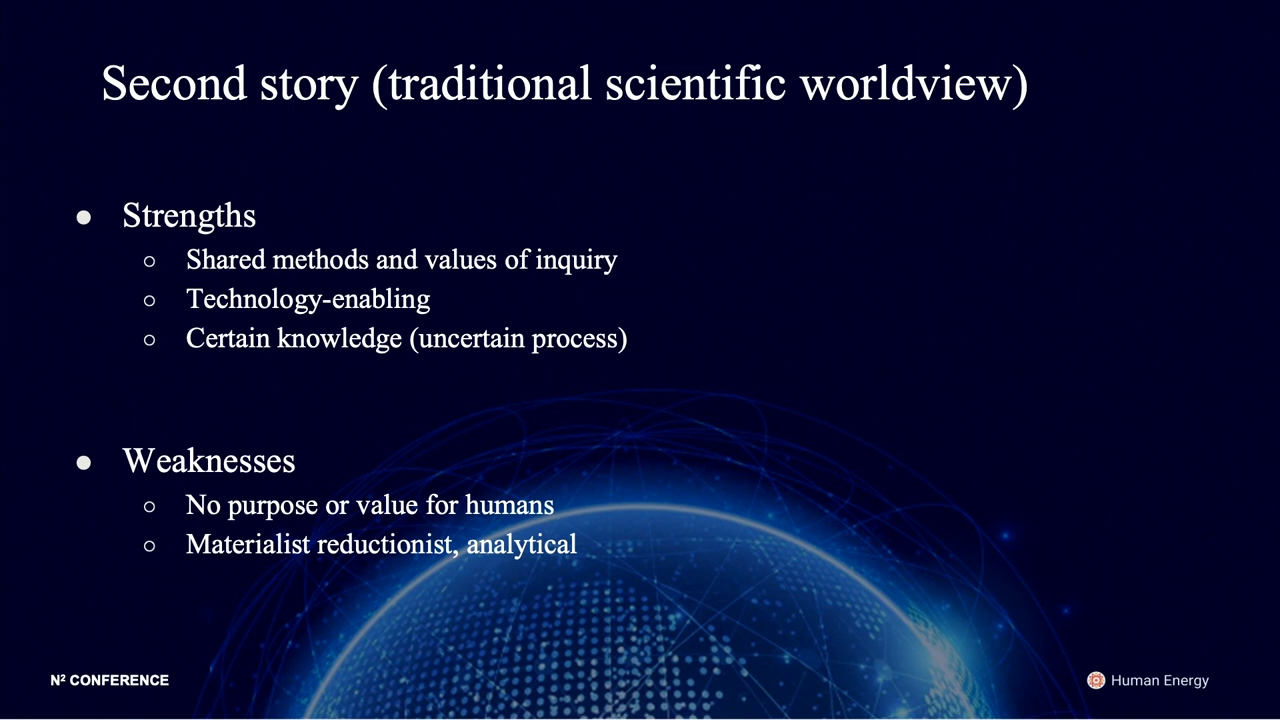 Second story (traditional scientific worldview)
● Strengths
○ Shared methods and values of inquiry
○ Technology-enabling
○ Certain knowledge (uncertain process)
● Weaknesses
○ No purpose or value for humans
○ Materialist reductionist, analytical
N² CONFERENCE
Human Energy